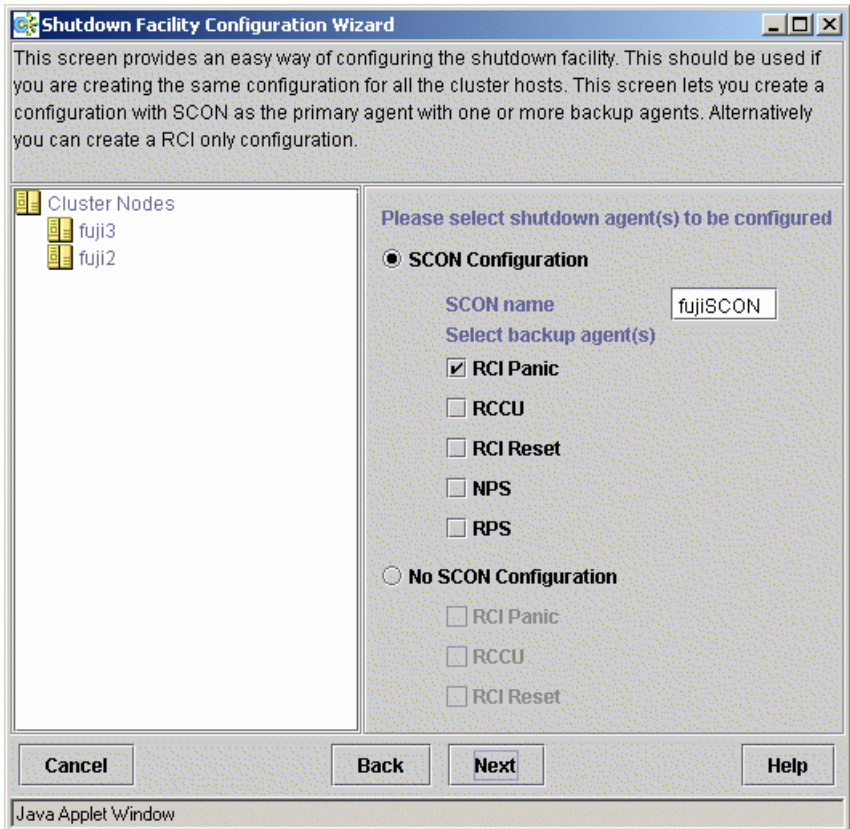 Shutdown Facility Configuration Wizard
This screen provides an easy way of configuring the shutdown facility. This should be used if
you are creating the same configuration for all the cluster hosts. This screen lets you create a
configuration with SCON as the primary agent with one or more backup agents. Alternatively
you can create a RCI only configuration.
Cluster Nodes
fuji3
fuji2
Please select shutdown agent(s) to be configured
SCON Configuration
SCON name fujiSCON
Select backup agent(s)
RCI Panic
RCCU
RCI Reset
NPS
RPS
No SCON Configuration
RCI Panic
RCCU
RCI Reset
Cancel Back Next Help
Java Applet Window